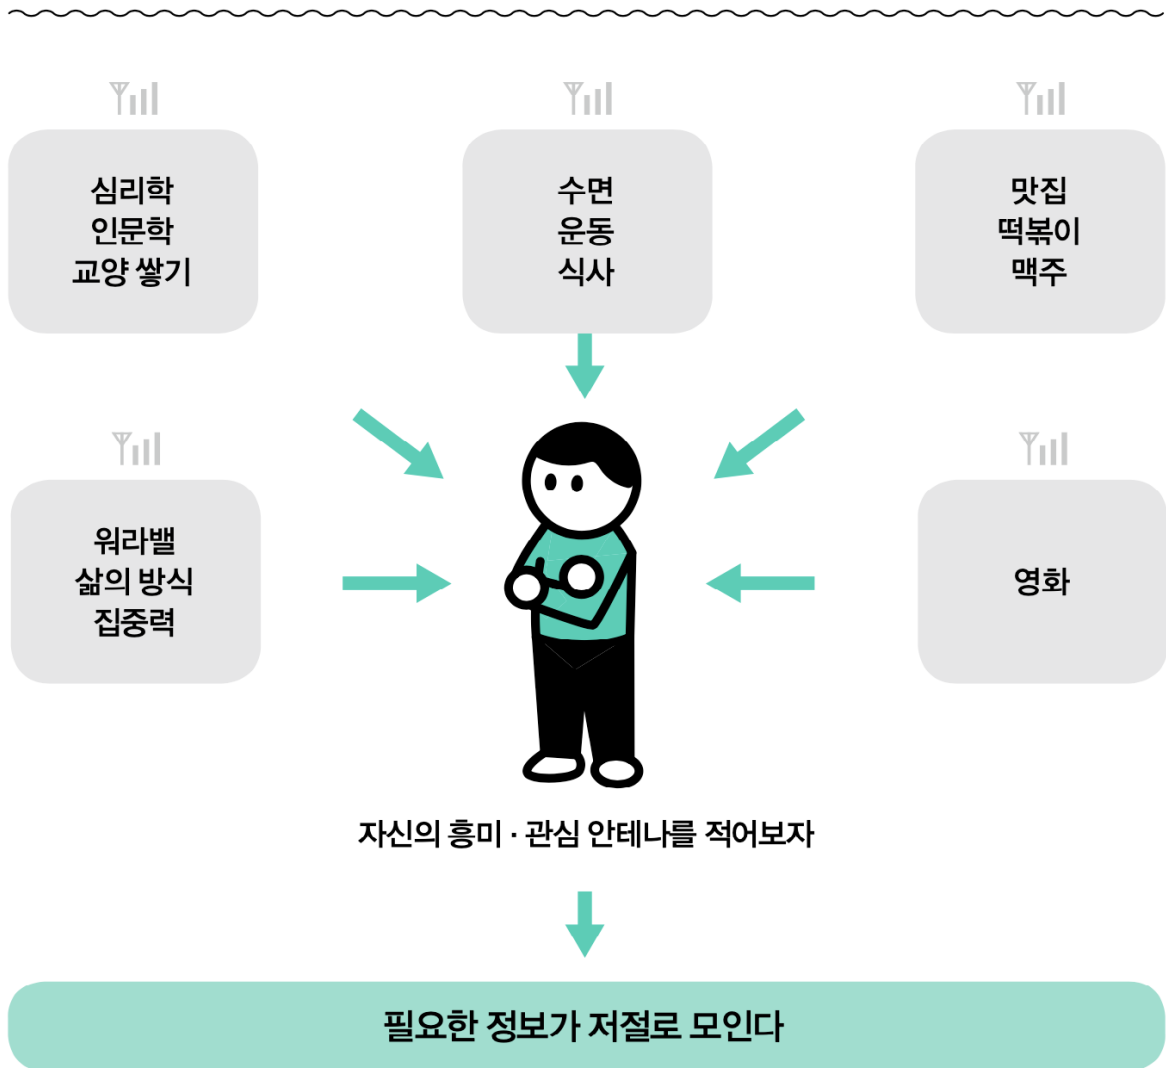 심리학
인문학
교양 쌓기
수면
운동
식사
맛집
떡볶이
맥주
워라밸
삶의 방식
집중력
영화
자신의 흥미 · 관심 안테나를 적어보자
필요한 정보가 저절로 모인다